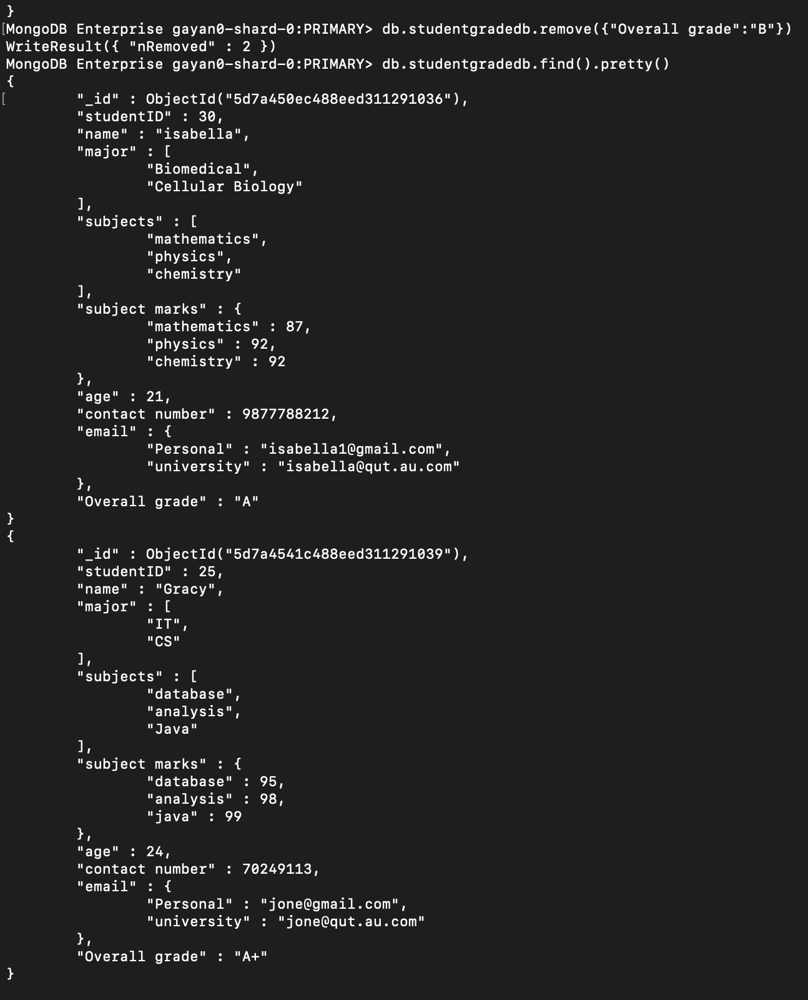 }
[MongoDB Enterprise gayan0-shard-0:PRIMARY> db.studentgradedb.remove({"Overall grade":"B"})
WriteResult({ "nRemoved" : 2 })
MongoDB Enterprise gayan0-shard-0:PRIMARY> db.studentgradedb.find().pretty()
{
[        "_id" : ObjectId("5d7a450ec488eed311291036"),
        "studentID" : 30,
        "name" : "isabella",
        "major" : [
                "Biomedical",
                "Cellular Biology"
        ],
        "subjects" : [
                "mathematics",
                "physics",
                "chemistry"
        ],
        "subject marks" : {
                "mathematics" : 87,
                "physics" : 92,
                "chemistry" : 92
        },
        "age" : 21,
        "contact number" : 9877788212,
        "email" : {
                "Personal" : "isabella1@gmail.com",
                "university" : "isabella@qut.au.com"
        },
        "Overall grade" : "A"
}
{
        "_id" : ObjectId("5d7a4541c488eed311291039"),
        "studentID" : 25,
        "name" : "Gracy",
        "major" : [
                "IT",
                "CS"
        ],
        "subjects" : [
                "database",
                "analysis",
                "Java"
        ],
        "subject marks" : {
                "database" : 95,
                "analysis" : 98,
                "java" : 99
        },
        "age" : 24,
        "contact number" : 70249113,
        "email" : {
                "Personal" : "jone@gmail.com",
                "university" : "jone@qut.au.com"
        },
        "Overall grade" : "A+"
}